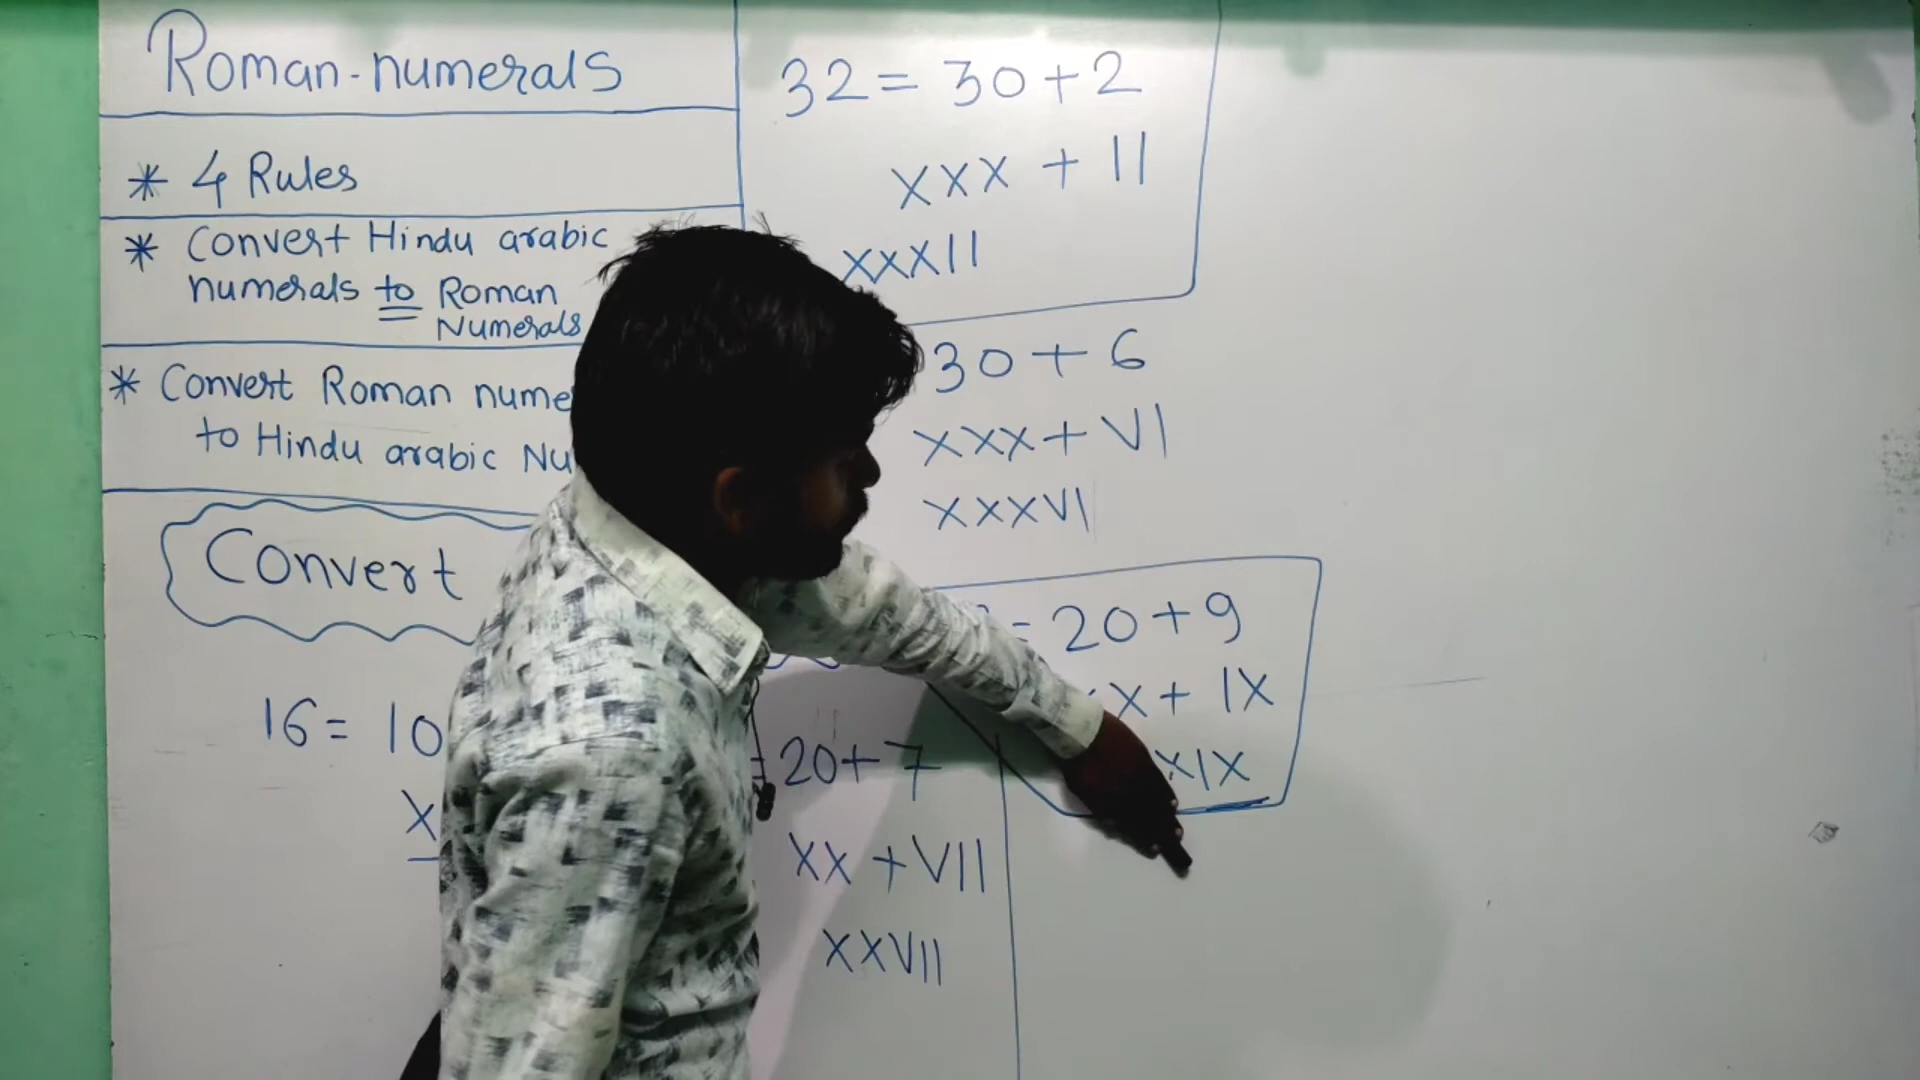 Roman-numerals
* 4 Rules
* Convert Hindu arabic
numerals to Roman
Numerals
* Convert Roman
to Hindu arabic
Convert
16 = 10
X
32 = 30 + 2
XXX + II
XXXII
30 + 6
XXX + VI
XXXVI
= 20 + 9
X + IX
XIX
= 20 + 7
XX + VII
XXVII